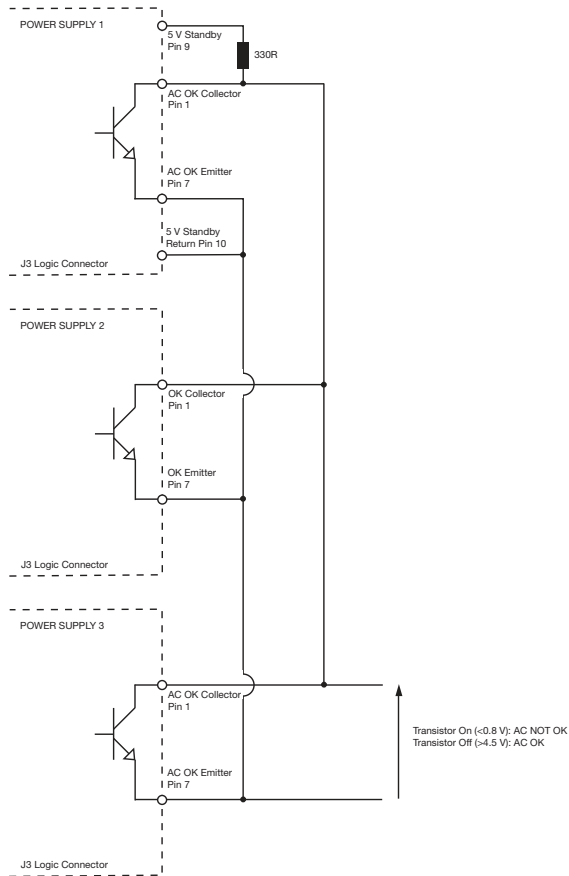 POWER SUPPLY 1
5 V Standby
Pin 9
330R
AC OK Collector
Pin 1
AC OK Emitter
Pin 7
5 V Standby
Return Pin 10
J3 Logic Connector
POWER SUPPLY 2
OK Collector
Pin 1
OK Emitter
Pin 7
J3 Logic Connector
POWER SUPPLY 3
AC OK Collector
Pin 1
Transistor On (<0.8 V): AC NOT OK
Transistor Off (>4.5 V): AC OK
AC OK Emitter
Pin 7
J3 Logic Connector